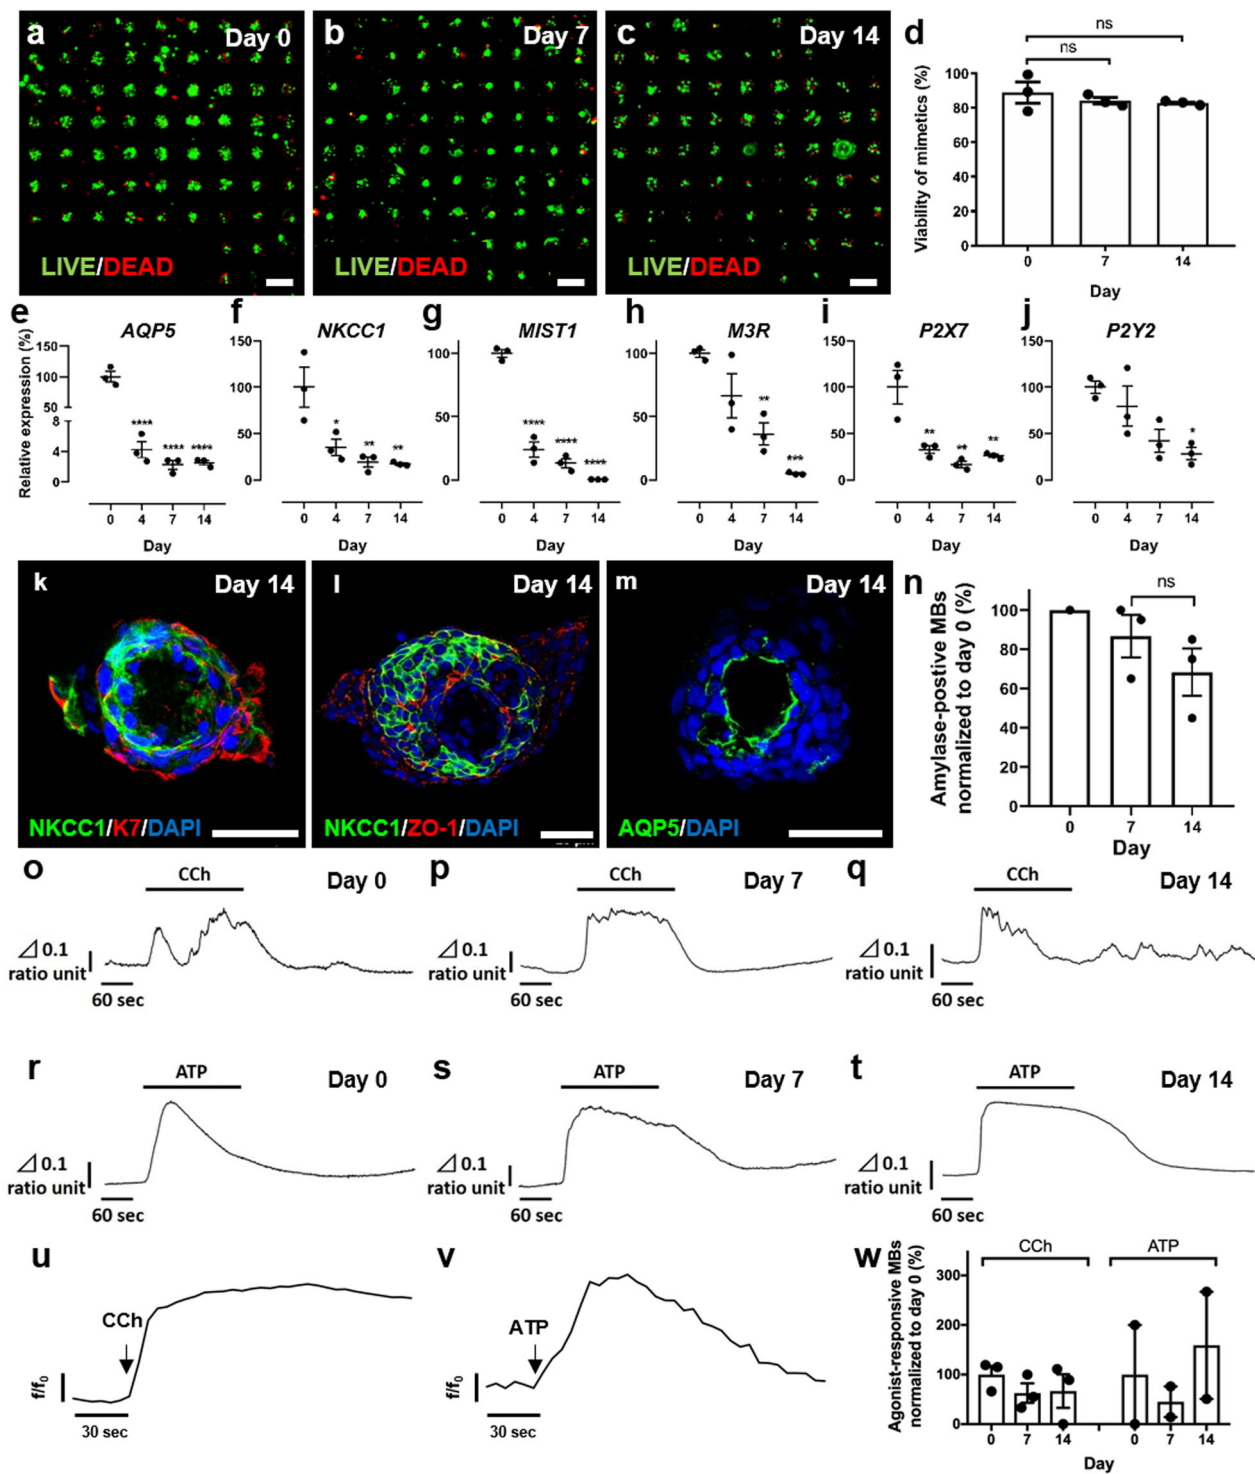 a
Day 0
LIVE/DEAD
b
Day 7
LIVE/DEAD
c
Day 14
LIVE/DEAD
d
ns
ns
Viability of mimetics (%)
100
80
60
40
20
0
0 7 14
Day
e
AQP5
Relative expression (%)
150
100
50
8
4
0
****
**** ****
0 4 7 14
Day
f
NKCC1
150
100
50
0
*
** **
0 4 7 14
Day
g
MIST1
100
50
0
****
****
****
0 4 7 14
Day
h
M3R
100
50
0
**
***
0 4 7 14
Day
i
P2X7
150
100
50
0
**
**
**
0 4 7 14
Day
j
P2Y2
150
100
50
0
*
0 4 7 14
Day
k
Day 14
NKCC1/K7/DAPI
l
Day 14
NKCC1/ZO-1/DAPI
m
Day 14
AQP5/DAPI
n
ns
Amylase-postive MBs
normalized to day 0 (%)
100
80
60
40
20
0
0 7 14
Day
o
CCh
Day 0
⊿ 0.1
ratio unit
60 sec
p
CCh
Day 7
⊿ 0.1
ratio unit
60 sec
q
CCh
Day 14
⊿ 0.1
ratio unit
60 sec
r
ATP
Day 0
⊿ 0.1
ratio unit
60 sec
s
ATP
Day 7
⊿ 0.1
ratio unit
60 sec
t
ATP
Day 14
⊿ 0.1
ratio unit
60 sec
u
CCh
f/f₀
30 sec
v
ATP
f/f₀
30 sec
w
CCh
ATP
Agonist-responsive MBs
normalized to day 0 (%)
300
200
100
0
0 7 14 0 7 14
Day